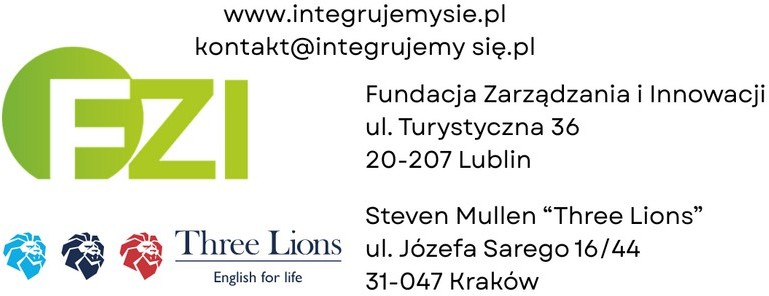 www.integrujemysie.pl
kontakt@integrujemy się.pl
FZI
Fundacja Zarządzania i Innowacji
ul. Turystyczna 36
20-207 Lublin
Three Lions
English for life
Steven Mullen “Three Lions”
ul. Józefa Sarego 16/44
31-047 Kraków